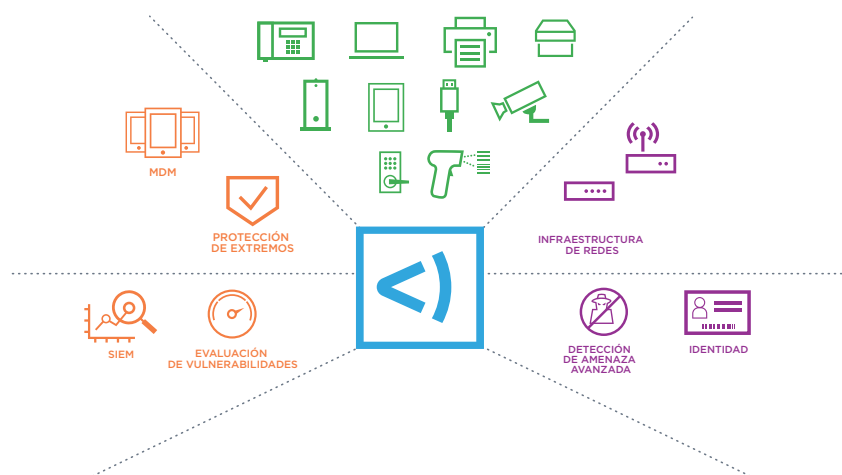 MDM
PROTECCIÓN
DE EXTREMOS
INFRAESTRUCTURA
DE REDES
SIEM
EVALUACIÓN
DE VULNERABILIDADES
DETECCIÓN
DE AMENAZA
AVANZADA
IDENTIDAD